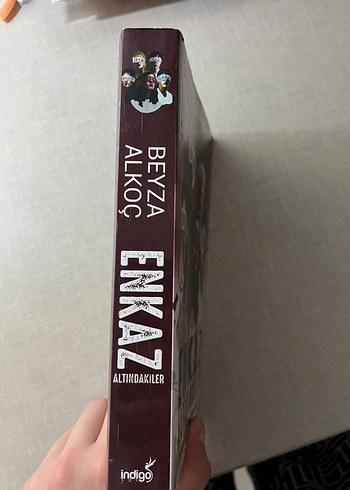 BEYZA
ALKOÇ
ENKAZ
ALTINDAKİLER
indigo